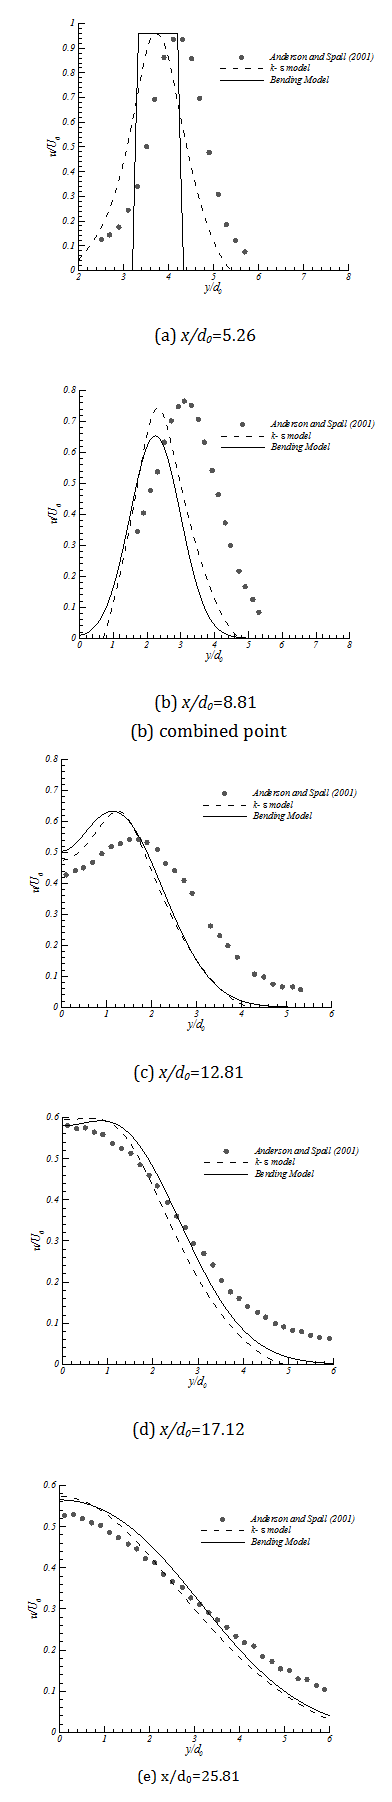 1
0.9
0.8
0.7
0.6
0.5
0.4
0.3
0.2
0.1
0
u/U0
Anderson and Spall (2001)
k- ε model
Bending Model
2 3 4 5 6 7 8
y/d0
(a) x/d0=5.26
0.8
0.7
0.6
0.5
0.4
0.3
0.2
0.1
0
u/U0
Anderson and Spall (2001)
k- ε model
Bending Model
0 1 2 3 4 5 6 7 8
y/d0
(b) x/d0=8.81
(b) combined point
0.8
0.7
0.6
0.5
0.4
0.3
0.2
0.1
0
u/U0
Anderson and Spall (2001)
k- ε model
Bending Model
0 1 2 3 4 5 6
y/d0
(c) x/d0=12.81
0.6
0.5
0.4
0.3
0.2
0.1
0
u/U0
Anderson and Spall (2001)
k- ε model
Bending Model
0 1 2 3 4 5 6
y/d0
(d) x/d0=17.12
0.6
0.5
0.4
0.3
0.2
0.1
0
u/U0
Anderson and Spall (2001)
k- ε model
Bending Model
0 1 2 3 4 5 6
y/d0
(e) x/d0=25.81